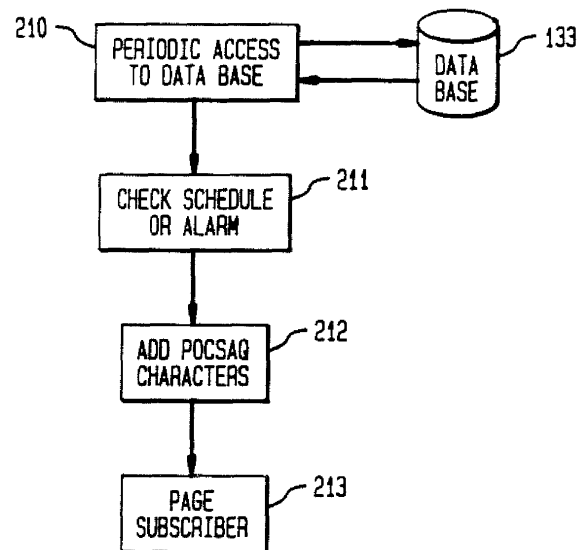 210
PERIODIC ACCESS
TO DATA BASE
DATA
BASE
133
CHECK SCHEDULE
OR ALARM
211
ADD POCSAQ
CHARACTERS
212
PAGE
SUBSCRIBER
213